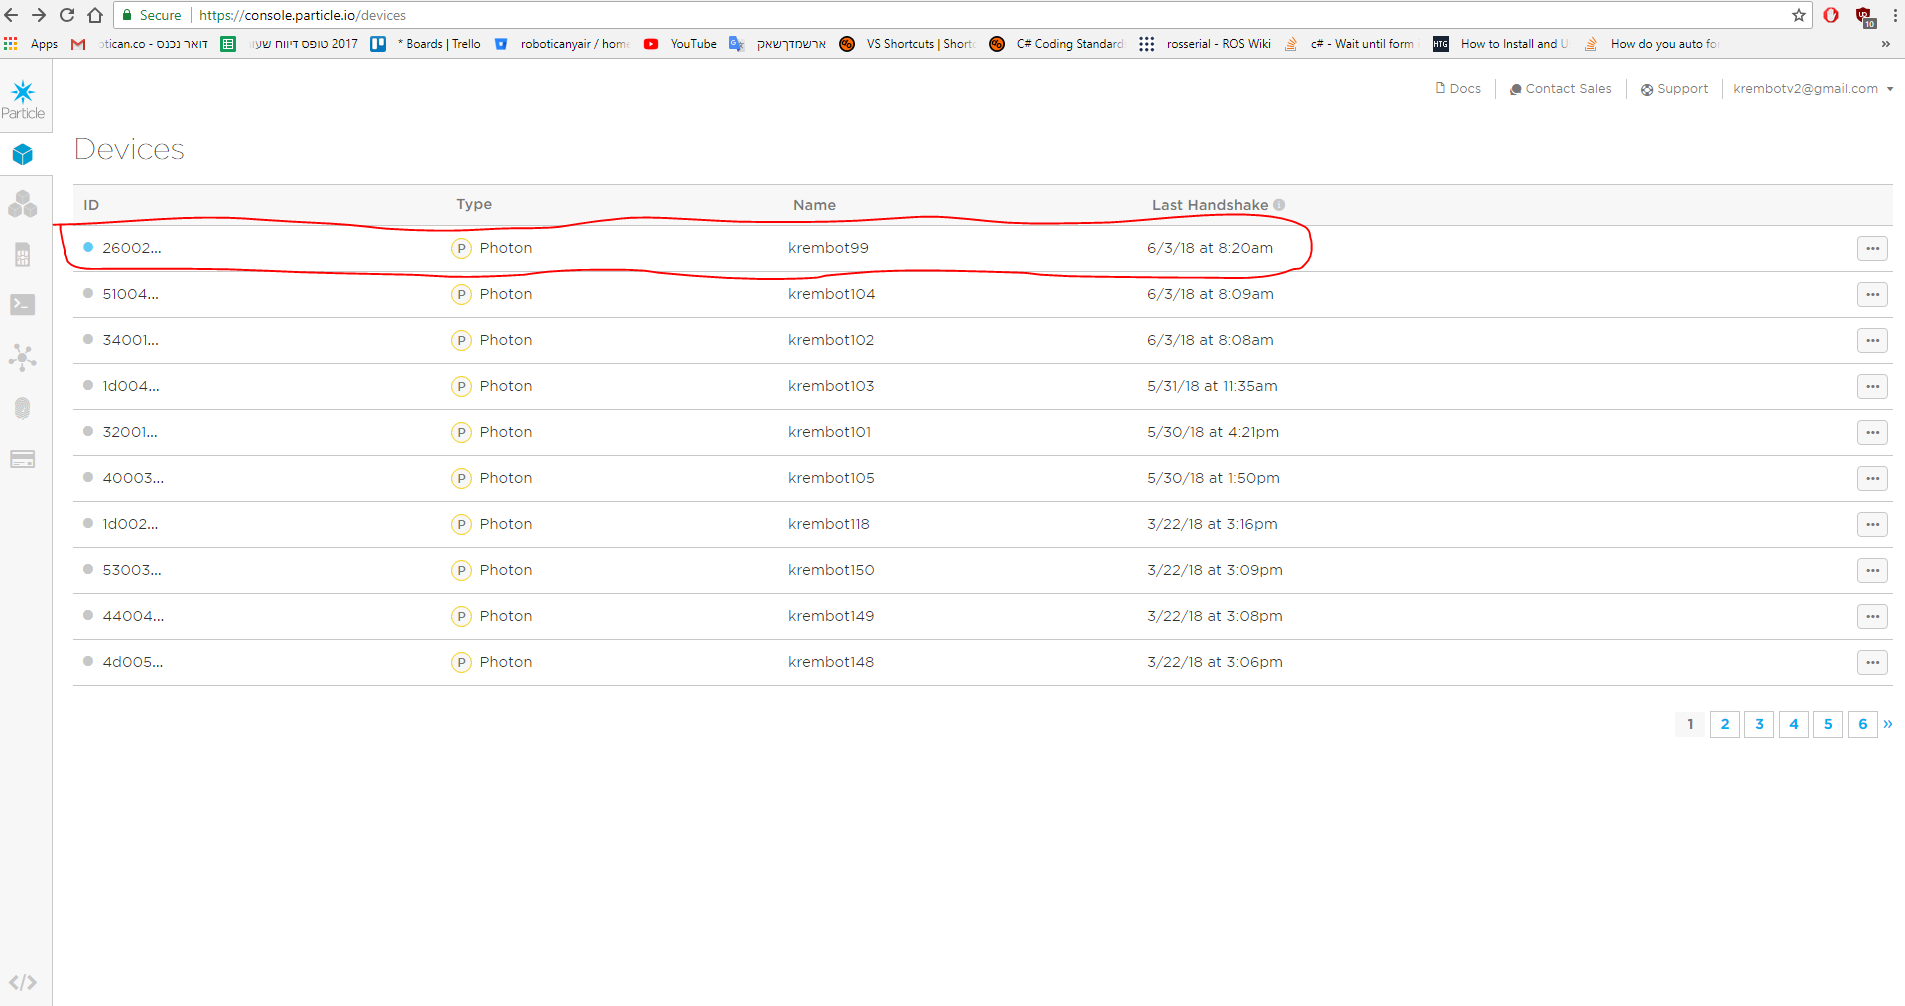 Secure https://console.particle.io/devices
10
Apps דואר נכנס - otican.co 2017 טופס דיווח שעו * Boards | Trello roboticanyair / home YouTube ארשמדךשאק VS Shortcuts | Short C# Coding Standard rosserial - ROS Wiki c# - Wait until form HTG How to Install and U How do you auto fo »
Particle
Docs Contact Sales Support krembotv2@gmail.com
Devices
ID Type Name Last Handshake
26002... P Photon krembot99 6/3/18 at 8:20am ...
51004... P Photon krembot104 6/3/18 at 8:09am ...
34001... P Photon krembot102 6/3/18 at 8:08am ...
1d004... P Photon krembot103 5/31/18 at 11:35am ...
32001... P Photon krembot101 5/30/18 at 4:21pm ...
40003... P Photon krembot105 5/30/18 at 1:50pm ...
1d002... P Photon krembot118 3/22/18 at 3:16pm ...
53003... P Photon krembot150 3/22/18 at 3:09pm ...
44004... P Photon krembot149 3/22/18 at 3:08pm ...
4d005... P Photon krembot148 3/22/18 at 3:06pm ...
1 2 3 4 5 6 »